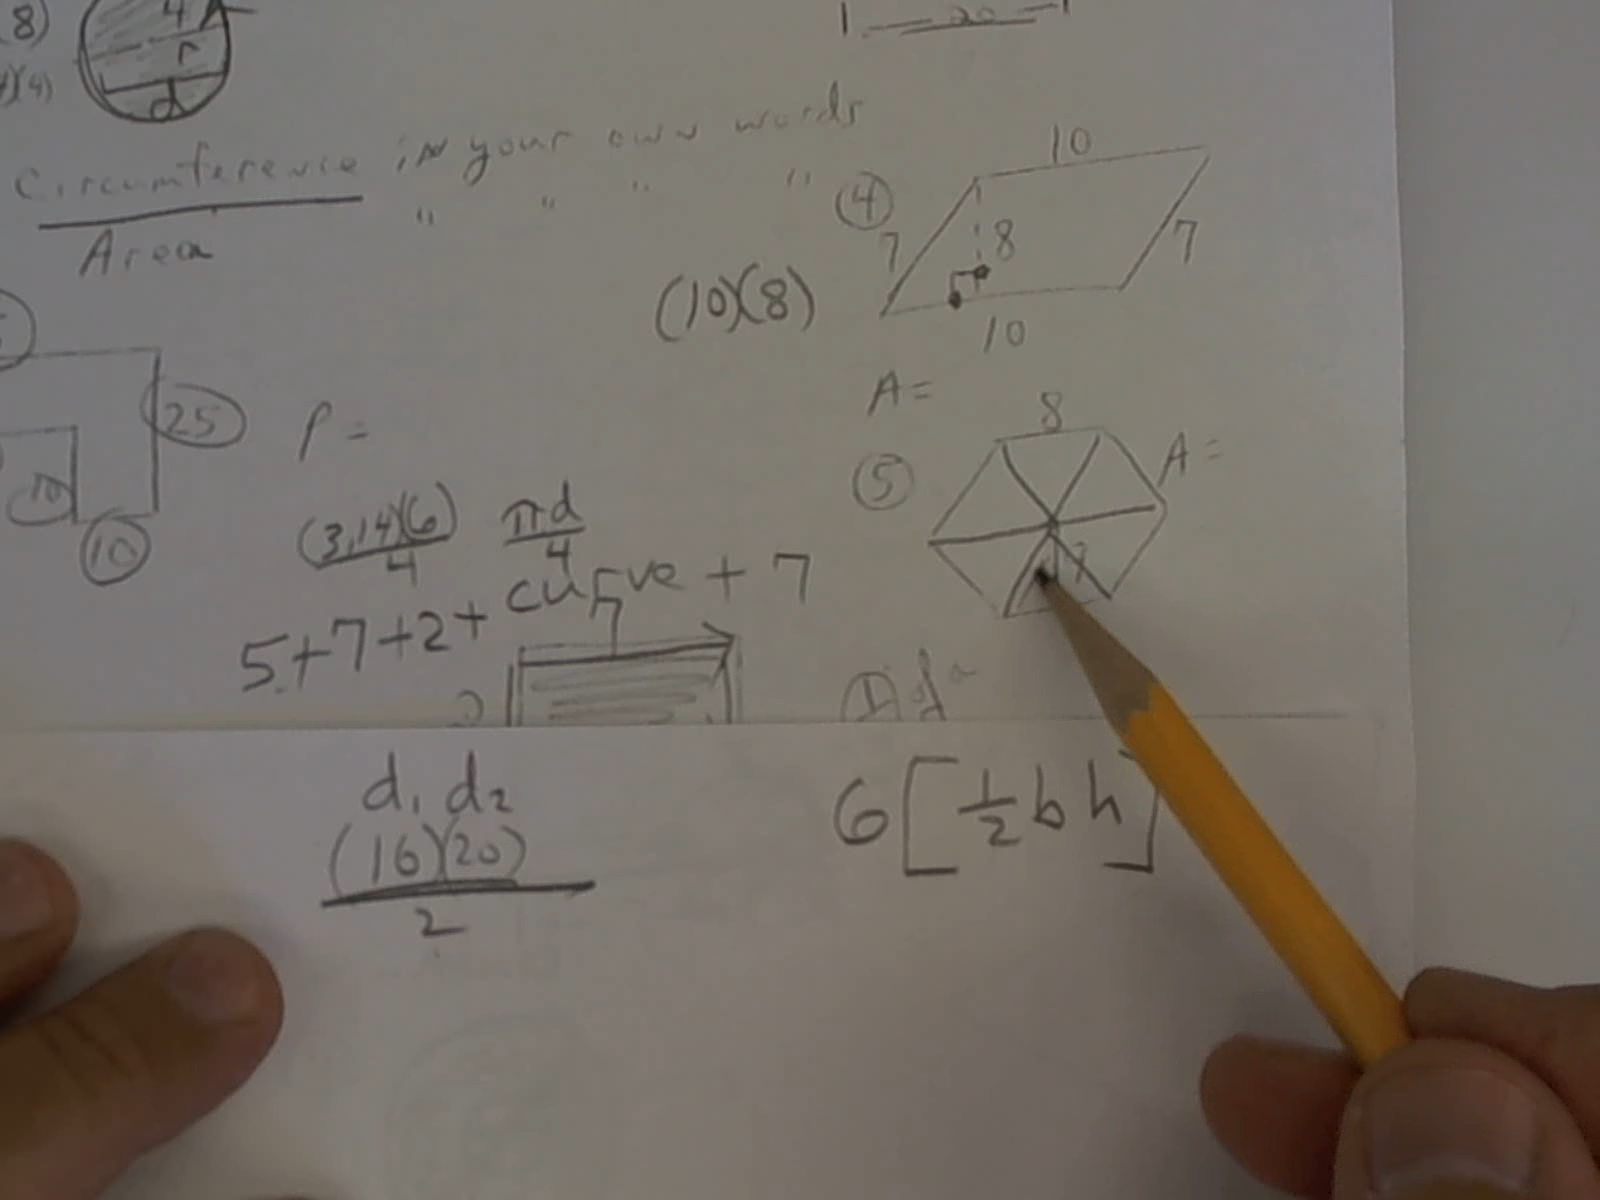 8)
4
r
)(4)
d
20
Circumference in your own words
" " " "
Area
10
④
7
8
7
(10)(8)
10
A =
25
P =
8
⑤
A =
10
10
(3.14)(6)
4
πd
4
7
5+7+2+ curve + 7
7
d₁ d₂
(16)(20)
2
6[½bh]